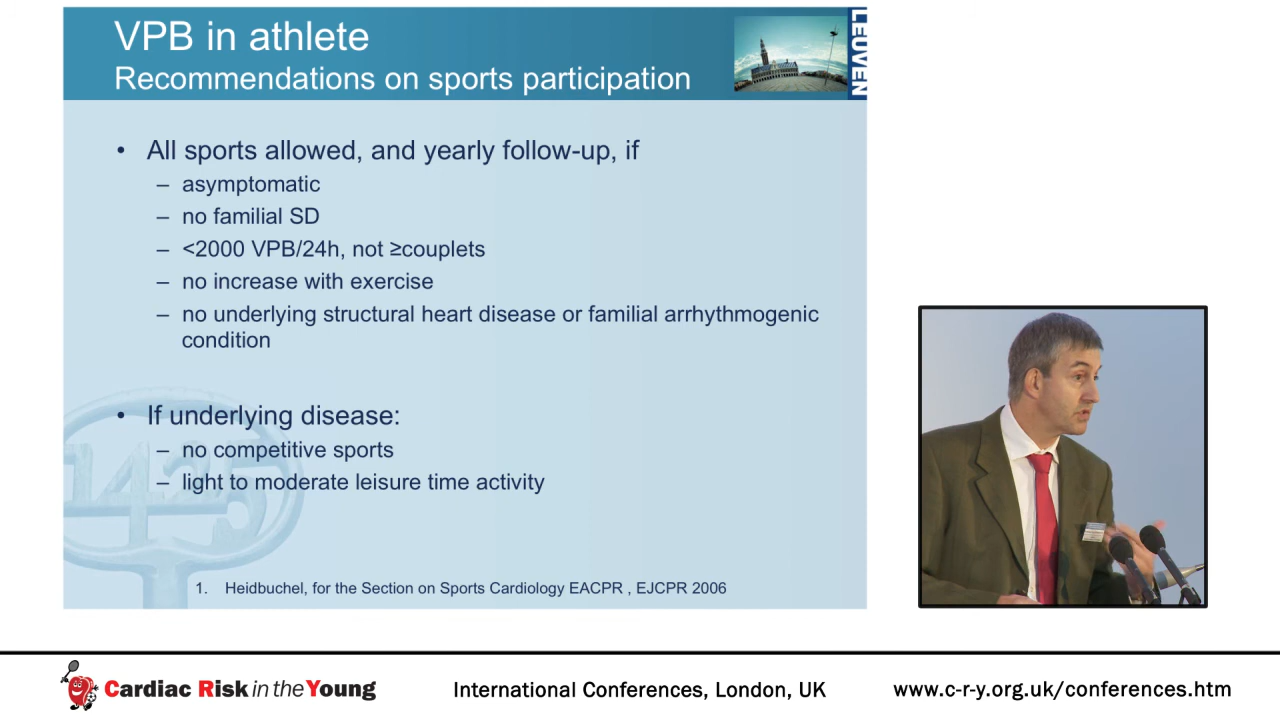 VPB in athlete
Recommendations on sports participation
LEUVEN
• All sports allowed, and yearly follow-up, if
– asymptomatic
– no familial SD
– <2000 VPB/24h, not ≥couplets
– no increase with exercise
– no underlying structural heart disease or familial arrhythmogenic
condition
• If underlying disease:
– no competitive sports
– light to moderate leisure time activity
1425
1. Heidbuchel, for the Section on Sports Cardiology EACPR , EJCPR 2006
Cardiac Risk in the Young
International Conferences, London, UK
www.c-r-y.org.uk/conferences.htm